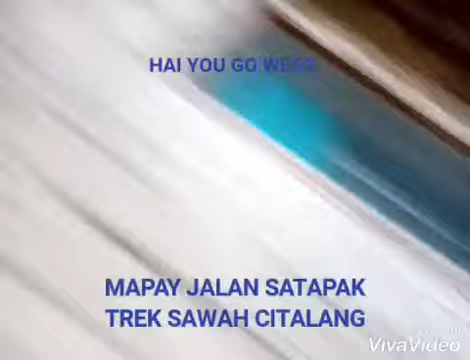 HAI YOU GO
MAPAY JALAN SATAPAK
TREK SAWAH CITALANG
VivaVideo